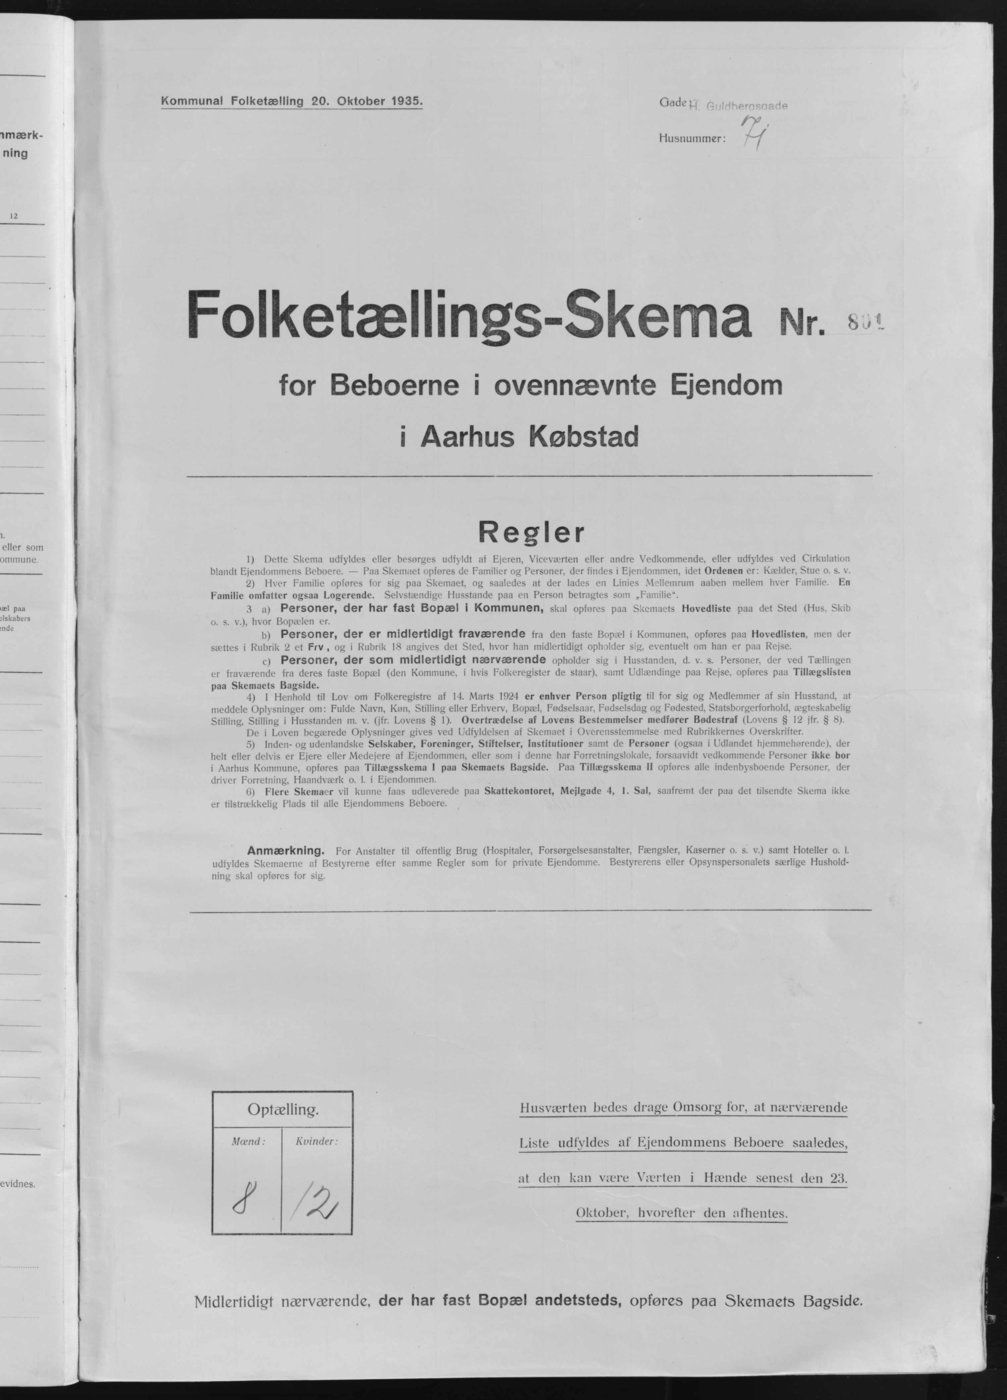 nmærk-
ning
12
eller som
ommune.
æl paa
elskabers
ende
evidnes.
Kommunal Folketælling 20. Oktober 1935.
Gade: H. Guldbergsgade
Husnummer: 7
Folketællings-Skema Nr. 801
for Beboerne i ovennævnte Ejendom
i Aarhus Købstad
Regler
1) Dette Skema udfyldes eller besørges udfyldt af Ejeren, Viceværten eller andre Vedkommende, eller udfyldes ved Cirkulation
blandt Ejendommens Beboere. — Paa Skemaet opføres de Familier og Personer, der findes i Ejendommen, idet Ordenen er: Kælder, Stue o. s. v.
2) Hver Familie opføres for sig paa Skemaet, og saaledes at der lades en Linies Mellemrum aaben mellem hver Familie. En
Familie omfatter ogsaa Logerende. Selvstændige Husstande paa en Person betragtes som „Familie“.
3 a) Personer, der har fast Bopæl i Kommunen, skal opføres paa Skemaets Hovedliste paa det Sted (Hus, Skib
o. s. v.), hvor Bopælen er.
b) Personer, der er midlertidigt fraværende fra den faste Bopæl i Kommunen, opføres paa Hovedlisten, men der
sættes i Rubrik 2 et Frv., og i Rubrik 18 angives det Sted, hvor han midlertidigt opholder sig, eventuelt om han er paa Rejse.
c) Personer, der som midlertidigt nærværende opholder sig i Husstanden, d. v. s. Personer, der ved Tællingen
er fraværende fra deres faste Bopæl (den Kommune, i hvis Folkeregister de staar), samt Udlændinge paa Rejse, opføres paa Tillægslisten
paa Skemaets Bagside.
4) I Henhold til Lov om Folkeregistre af 14. Marts 1924 er enhver Person pligtig til for sig og Medlemmer af sin Husstand, at
meddele Oplysninger om: Fulde Navn, Køn, Stilling eller Erhverv, Bopæl, Fødselsaar, Fødselsdag og Fødested, Statsborgerforhold, ægteskabelig
Stilling, Stilling i Husstanden m. v. (jfr. Lovens § 1). Overtrædelse af Lovens Bestemmelser medfører Bødestraf (Lovens § 12 jfr. § 8).
De i Loven begærede Oplysninger gives ved Udfyldelsen af Skemaet i Overensstemmelse med Rubrikkernes Overskrifter.
5) Inden- og udenlandske Selskaber, Foreninger, Stiftelser, Institutioner samt de Personer (ogsaa i Udlandet hjemmehørende), der
helt eller delvis er Ejere eller Medejere af Ejendommen, eller som i denne har Forretningslokale, forsaavidt vedkommende Personer ikke bor
i Aarhus Kommune, opføres paa Tillægsskema I paa Skemaets Bagside. Paa Tillægsskema II opføres alle indenbysboende Personer, der
driver Forretning, Haandværk o. l. i Ejendommen.
6) Flere Skemaer vil kunne faas udleverede paa Skattekontoret, Mejlgade 4, 1. Sal, saafremt der paa det tilsendte Skema ikke
er tilstrækkelig Plads til alle Ejendommens Beboere.
Anmærkning. For Anstalter til offentlig Brug (Hospitaler, Forsørgelsesanstalter, Fængsler, Kaserner o. s. v.) samt Hoteller o. l.
udfyldes Skemaerne af Bestyrerne efter samme Regler som for private Ejendomme. Bestyrerens eller Opsynspersonalets særlige Hushold-
ning skal opføres for sig.
Optælling.
Mænd: Kvinder:
8 12
Husværten bedes drage Omsorg for, at nærværende
Liste udfyldes af Ejendommens Beboere saaledes,
at den kan være Værten i Hænde senest den 23.
Oktober, hvorefter den afhentes.
Midlertidigt nærværende, der har fast Bopæl andetsteds, opføres paa Skemaets Bagside.